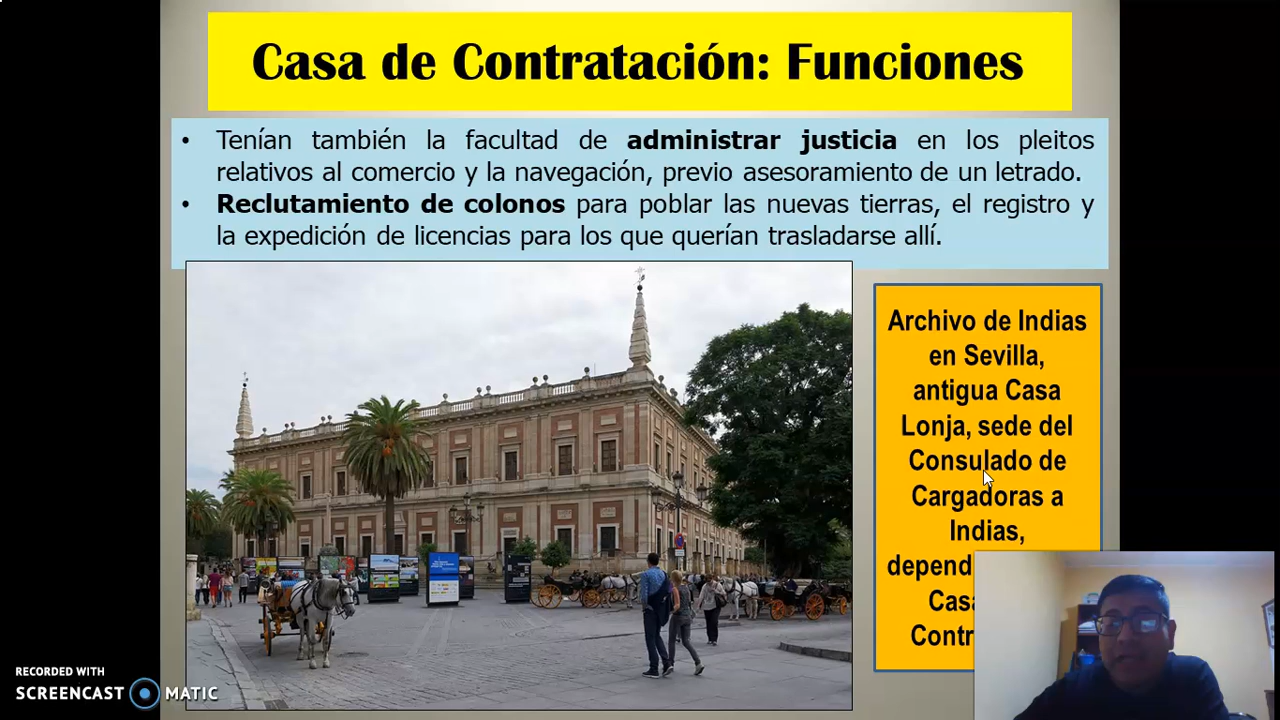 Casa de Contratación: Funciones
• Tenían también la facultad de administrar justicia en los pleitos
relativos al comercio y la navegación, previo asesoramiento de un letrado.
• Reclutamiento de colonos para poblar las nuevas tierras, el registro y
la expedición de licencias para los que querían trasladarse allí.
Archivo de Indias
en Sevilla,
antigua Casa
Lonja, sede del
Consulado de
Cargadoras a
Indias,
RECORDED WITH
SCREENCAST MATIC